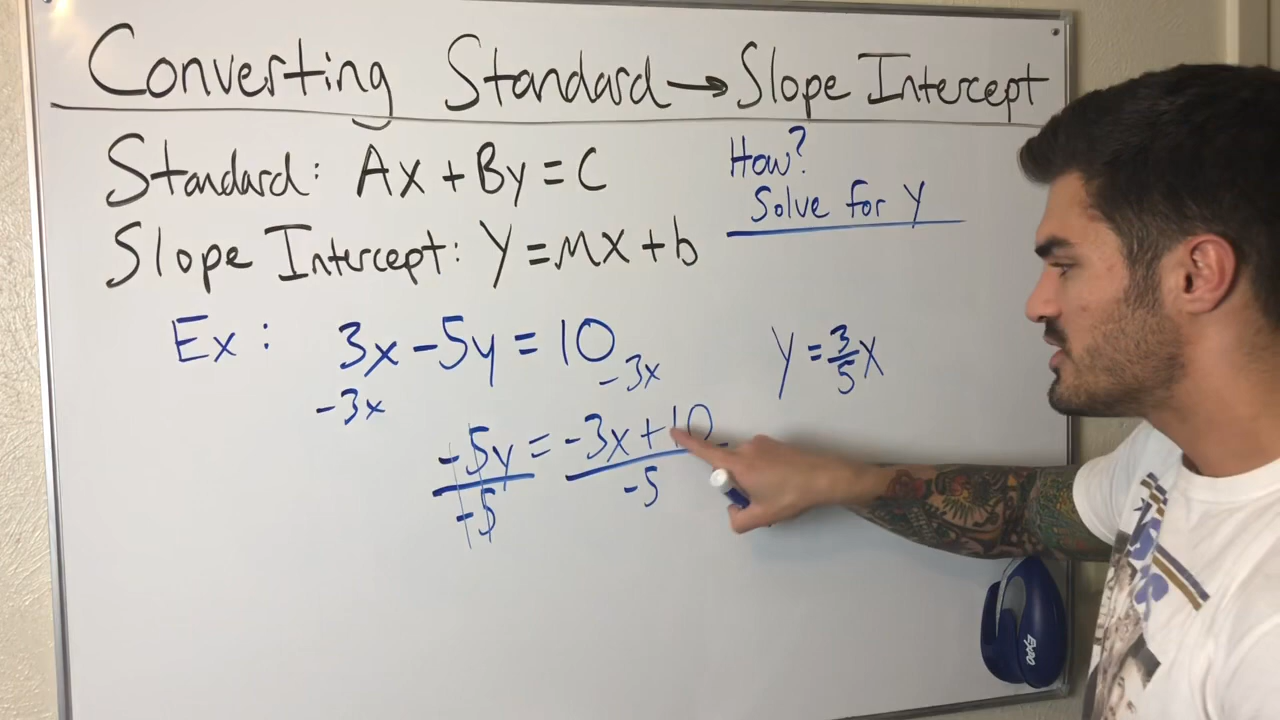 Converting Standard → Slope Intercept
Standard: Ax + By = C
Slope Intercept: Y = MX + b
How?
Solve for Y
Ex: 3x - 5y = 10
-3x -3x
-5y = -3x + 10
-5 -5
y = 3/5 x
EXPO